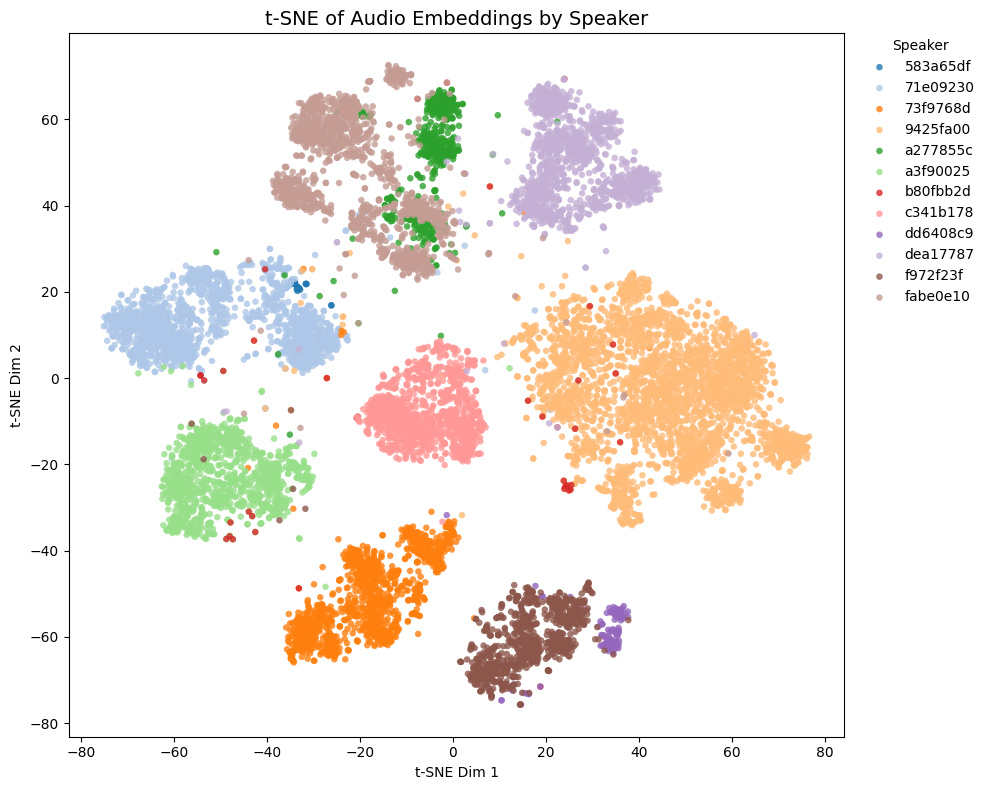 t-SNE of Audio Embeddings by Speaker
Speaker
583a65df
71e09230
73f9768d
9425fa00
a277855c
a3f90025
b80fbb2d
c341b178
dd6408c9
dea17787
f972f23f
fabe0e10
t-SNE Dim 2
60
40
20
0
−20
−40
−60
−80
−80
−60
−40
−20
0
20
40
60
80
t-SNE Dim 1